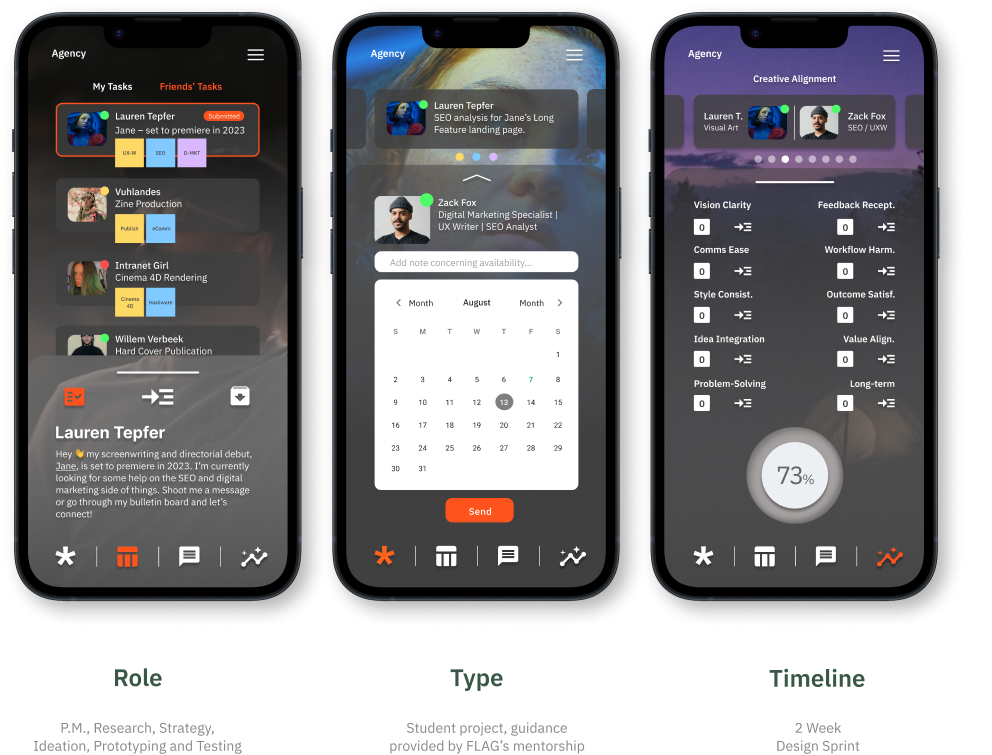 Agency
My Tasks
Friends' Tasks
Lauren Tepfer
Submitted
Jane – set to premiere in 2023
UX-W
SEO
D-MKT
Vuhlandes
Zine Production
Publish
eComm
Intranet Girl
Cinema 4D Rendering
Cinema
4D
Hardware
Willem Verbeek
Hard Cover Publication
Lauren Tepfer
Hey 👋 my screenwriting and directorial debut,
Jane, is set to premiere in 2023. I'm currently
looking for some help on the SEO and digital
marketing side of things. Shoot me a message
or go through my bulletin board and let's
connect!
Agency
Lauren Tepfer
SEO analysis for Jane's Long
Feature landing page.
Zack Fox
Digital Marketing Specialist |
UX Writer | SEO Analyst
Add note concerning availability...
Month August Month
S M T W T F S
1
2 3 4 5 6 7 8
9 10 11 12 13 14 15
16 17 18 19 20 21 22
23 24 25 26 27 28 29
30 31
Send
Agency
Creative Alignment
Lauren T.
Visual Art
Zack Fox
SEO / UXW
Vision Clarity Feedback Recept.
0 0
Comms Ease Workflow Harm.
0 0
Style Consist. Outcome Satisf.
0 0
Idea Integration Value Align.
0 0
Problem-Solving Long-term
0 0
73%
Role
P.M., Research, Strategy,
Ideation, Prototyping and Testing
Type
Student project, guidance
provided by FLAG's mentorship
Timeline
2 Week
Design Sprint